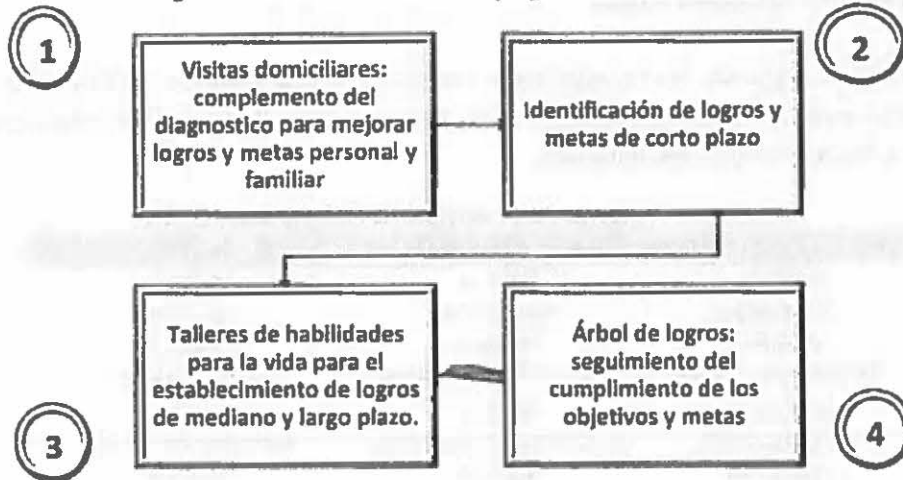 1
Visitas domiciliares:
complemento del
diagnostico para mejorar
logros y metas personal y
familiar
2
Identificación de logros y
metas de corto plazo
3
Talleres de habilidades
para la vida para el
establecimiento de logros
de mediano y largo plazo.
Árbol de logros:
seguimiento del
cumplimiento de los
objetivos y metas
4